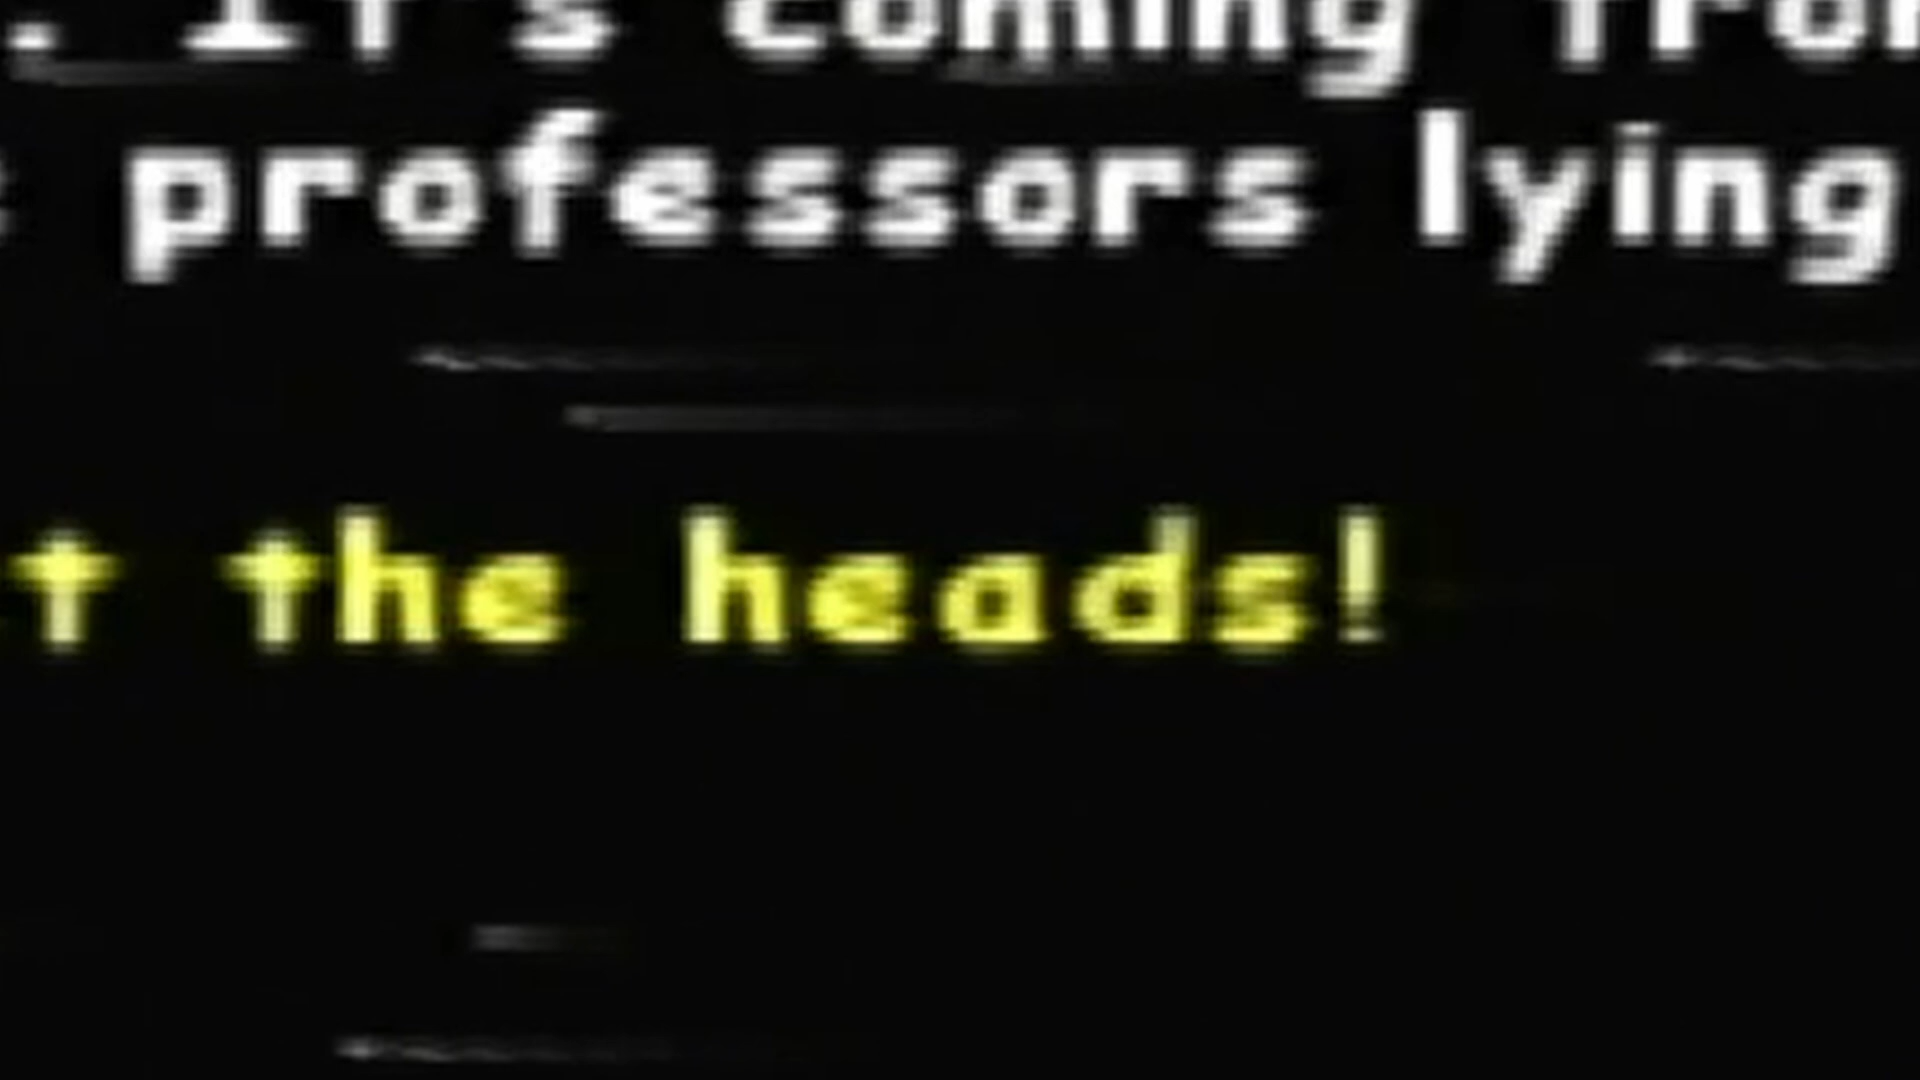 . It's coming from
professors lying
t the heads!